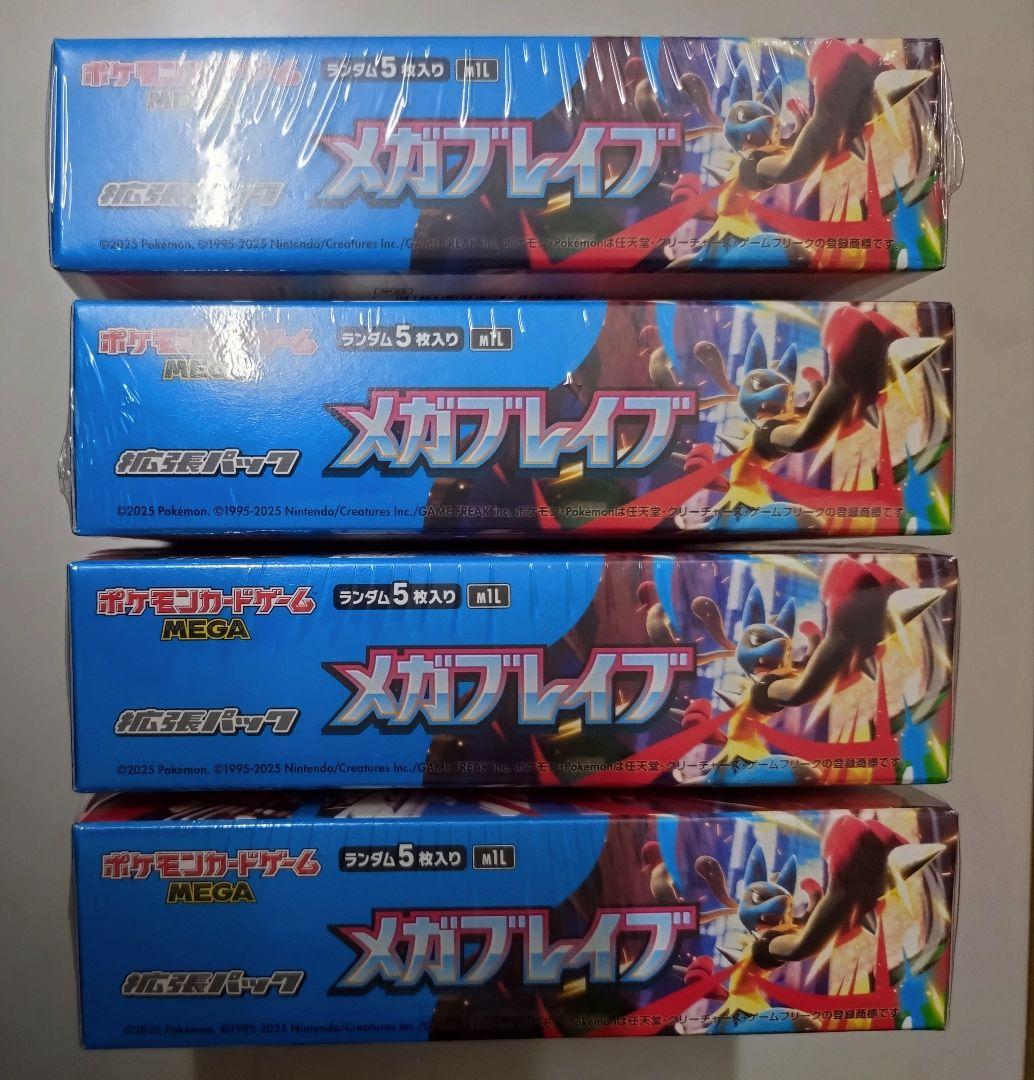 ポケモンカードゲーム ランダム5枚入り M1L
MEGA
メガブレイブ
拡張パック
©2025 Pokémon. ©1995-2025 Nintendo/Creatures Inc./GAME FREAK inc. ポケモン・Pokémonは任天堂・クリーチャーズ・ゲームフリークの登録商標です。
ポケモンカードゲーム ランダム5枚入り M1L
MEGA
メガブレイブ
拡張パック
©2025 Pokémon. ©1995-2025 Nintendo/Creatures Inc./GAME FREAK inc. ポケモン・Pokémonは任天堂・クリーチャーズ・ゲームフリークの登録商標です。
ポケモンカードゲーム ランダム5枚入り M1L
MEGA
メガブレイブ
拡張パック
©2025 Pokémon. ©1995-2025 Nintendo/Creatures Inc./GAME FREAK inc. ポケモン・Pokémonは任天堂・クリーチャーズ・ゲームフリークの登録商標です。
ポケモンカードゲーム ランダム5枚入り M1L
MEGA
メガブレイブ
拡張パック
©2025 Pokémon. ©1995-2025 Nintendo/Creatures Inc./GAME FREAK inc. ポケモン・Pokémonは任天堂・クリーチャーズ・ゲームフリークの登録商標です。